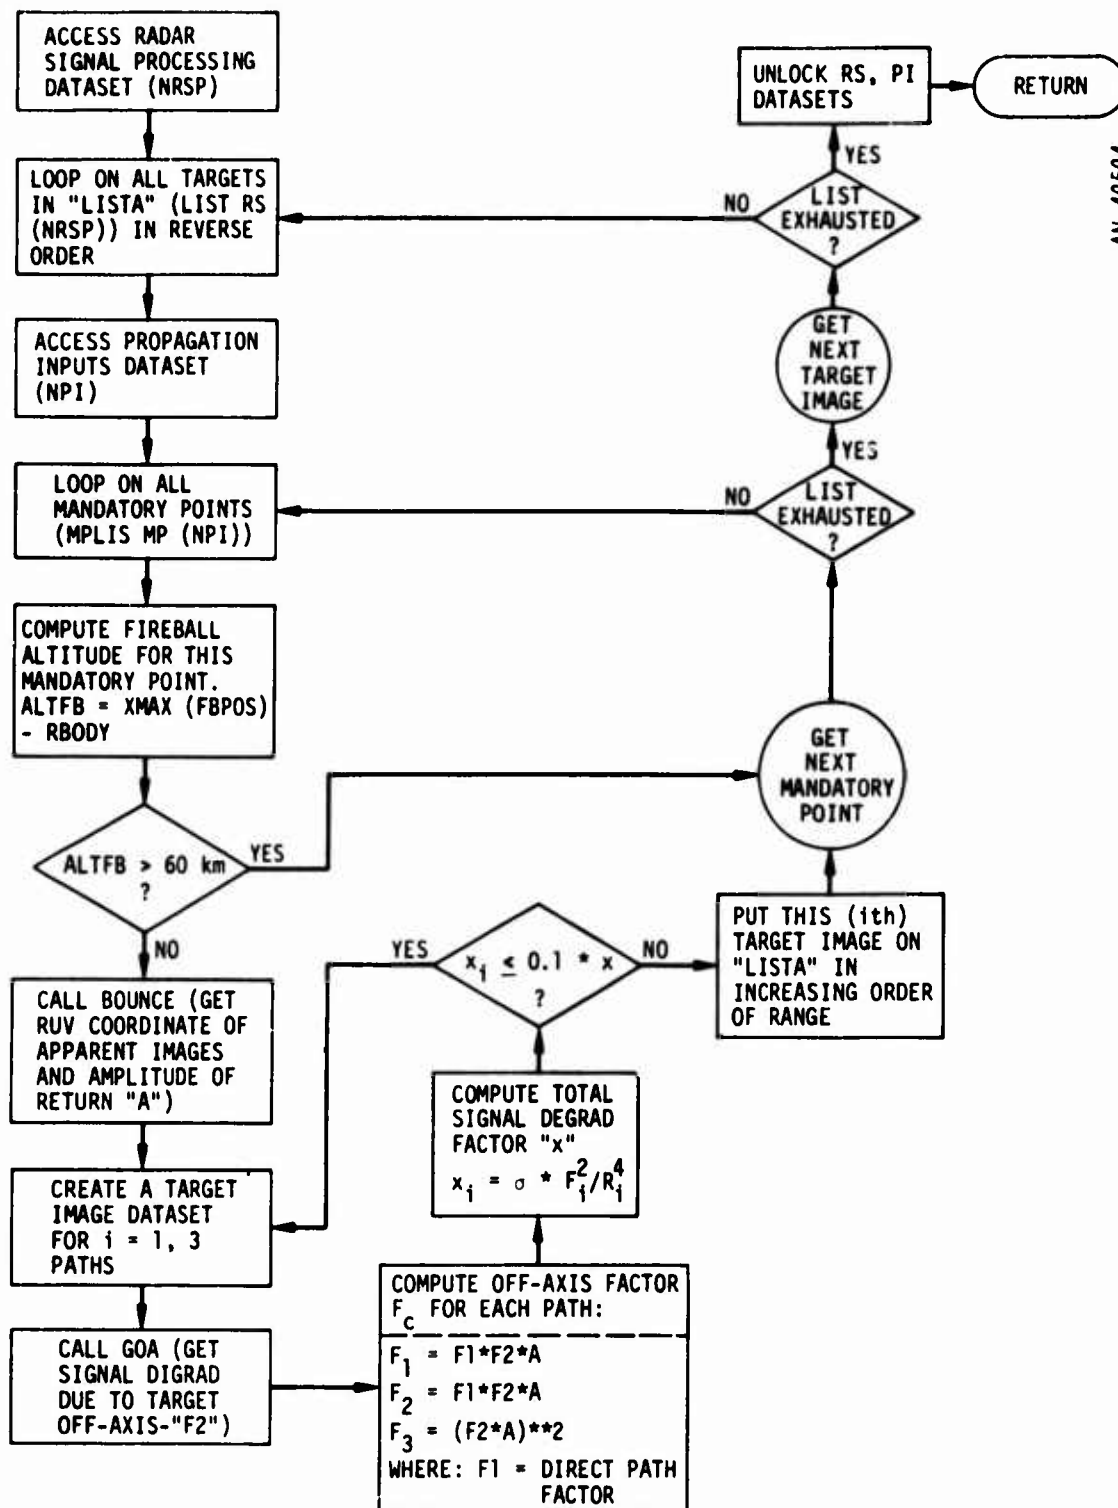 ACCESS RADAR
SIGNAL PROCESSING
DATASET (NRSP)
LOOP ON ALL TARGETS
IN "LISTA" (LIST RS
(NRSP)) IN REVERSE
ORDER
ACCESS PROPAGATION
INPUTS DATASET
(NPI)
LOOP ON ALL
MANDATORY POINTS
(MPLIS MP (NPI))
COMPUTE FIREBALL
ALTITUDE FOR THIS
MANDATORY POINT.
ALTFB = XMAX (FBPOS)
- RBODY
ALTFB > 60 km
?
YES
NO
CALL BOUNCE (GET
RUV COORDINATE OF
APPARENT IMAGES
AND AMPLITUDE OF
RETURN "A")
CREATE A TARGET
IMAGE DATASET
FOR i = 1, 3
PATHS
CALL GOA (GET
SIGNAL DIGRAD
DUE TO TARGET
OFF-AXIS-"F2")
COMPUTE OFF-AXIS FACTOR
F_c FOR EACH PATH:
F_1 = F1*F2*A
F_2 = F1*F2*A
F_3 = (F2*A)**2
WHERE: F1 = DIRECT PATH
FACTOR
COMPUTE TOTAL
SIGNAL DEGRAD
FACTOR "x"
x_i = σ * F_i^2/R_i^4
x_i ≤ 0.1 * x
?
YES
NO
PUT THIS (ith)
TARGET IMAGE ON
"LISTA" IN
INCREASING ORDER
OF RANGE
GET
NEXT
MANDATORY
POINT
LIST
EXHAUSTED
?
NO
YES
GET
NEXT
TARGET
IMAGE
LIST
EXHAUSTED
?
NO
YES
UNLOCK RS, PI
DATASETS
RETURN